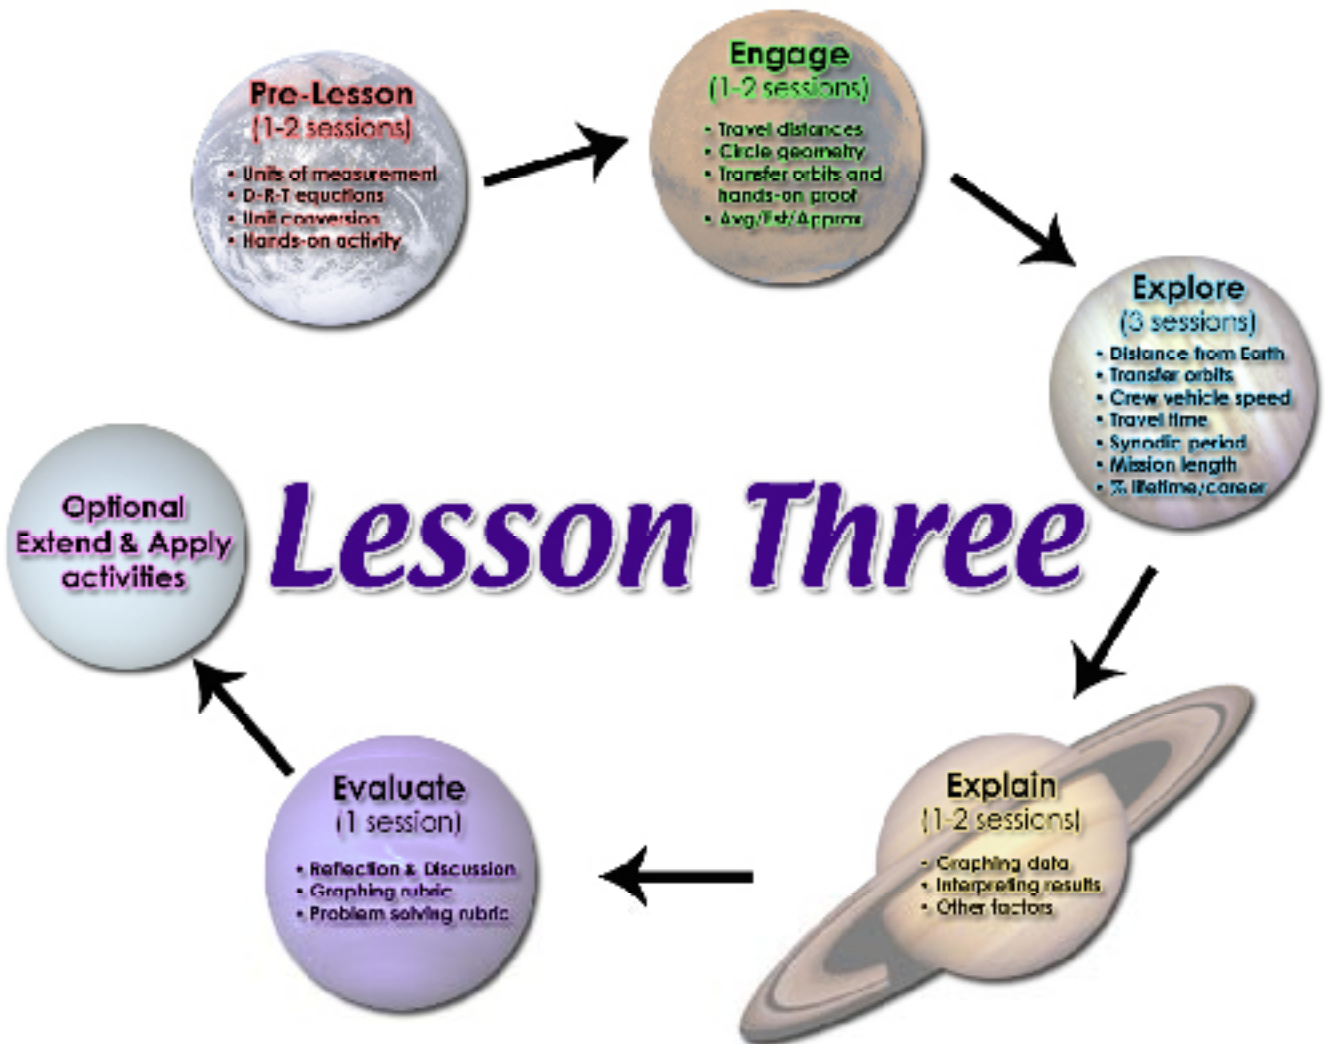 Pre-Lesson
(1-2 sessions)
• Units of measurement
• D-R-T equctions
• Unit conversion
• Hands-on activity
Engage
(1-2 sessions)
• Travel distances
• Circle geometry
• Transfer orbits and
hands-on proof
• Avg/Est/Approx
Explore
(3 sessions)
• Distance from Earth
• Transfer orbits
• Crew vehicle speed
• Travel time
• Synodic period
• Mission length
• % lifetime/career
Lesson Three
Explain
(1-2 sessions)
• Graphing data
• Interpreting results
• Other factors
Evaluate
(1 session)
• Reflection & Discussion
• Graphing rubric
• Problem solving rubric
Optional
Extend & Apply
activities